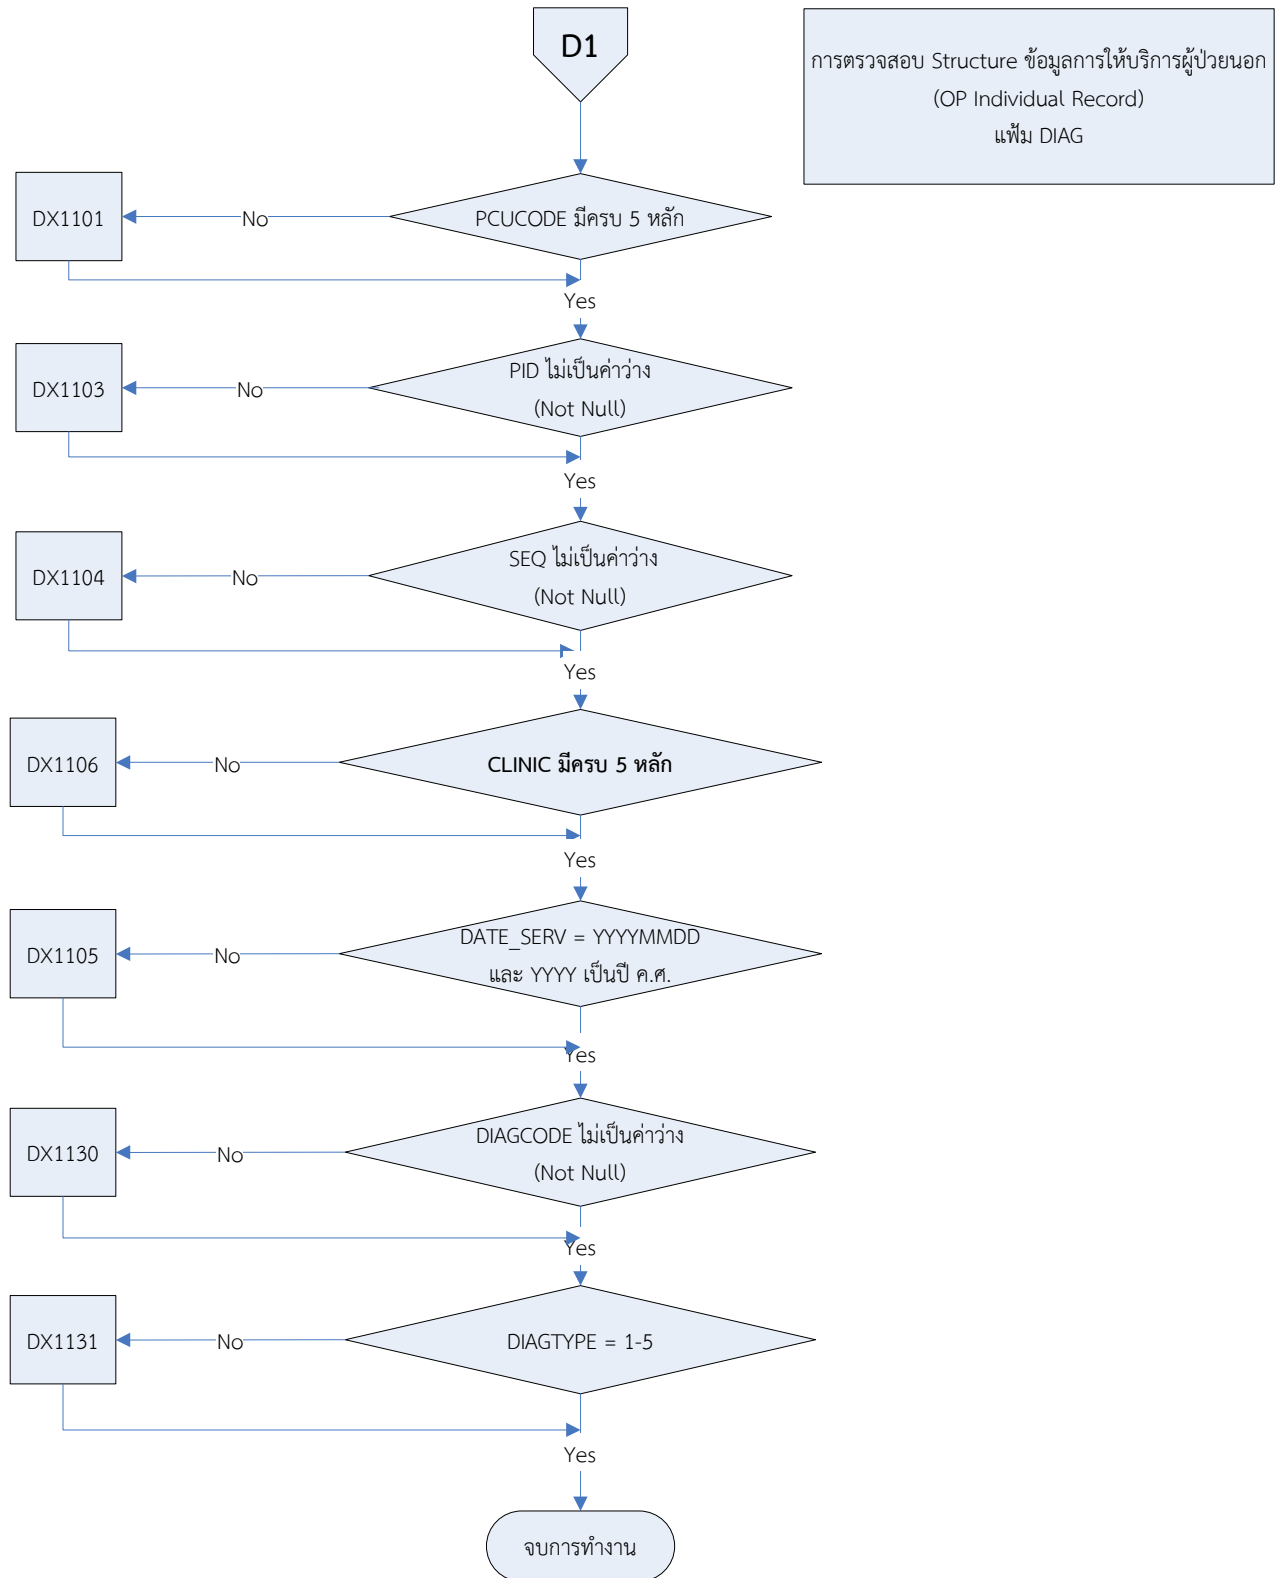 D1
การตรวจสอบ Structure ข้อมูลการให้บริการผู้ป่วยนอก
(OP Individual Record)
แฟ้ม DIAG
PCUCODE มีครบ 5 หลัก
No
DX1101
Yes
PID ไม่เป็นค่าว่าง
(Not Null)
No
DX1103
Yes
SEQ ไม่เป็นค่าว่าง
(Not Null)
No
DX1104
Yes
CLINIC มีครบ 5 หลัก
No
DX1106
Yes
DATE_SERV = YYYYMMDD
และ YYYY เป็นปี ค.ศ.
No
DX1105
Yes
DIAGCODE ไม่เป็นค่าว่าง
(Not Null)
No
DX1130
Yes
DIAGTYPE = 1-5
No
DX1131
Yes
จบการทำงาน